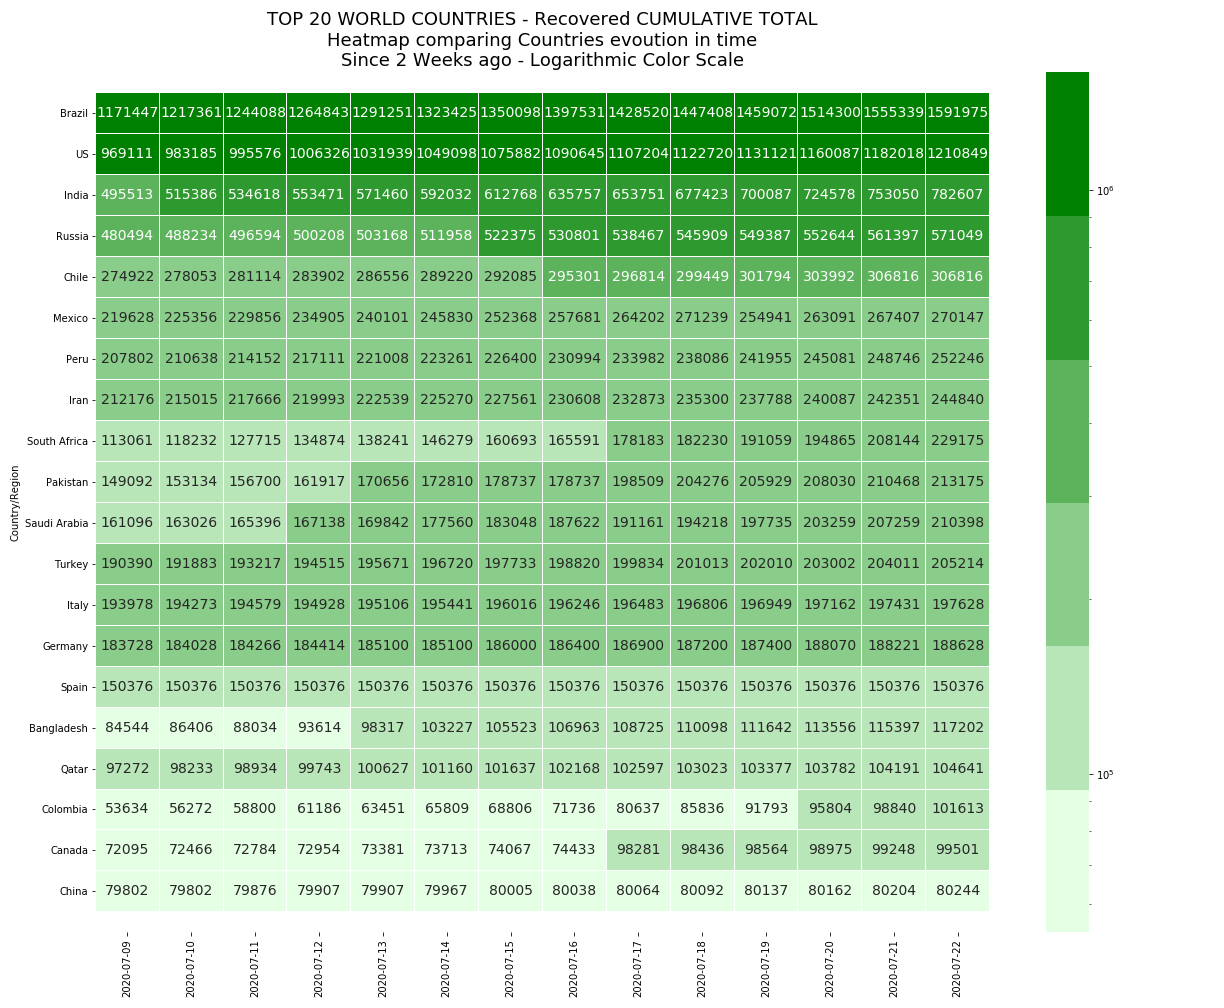 TOP 20 WORLD COUNTRIES - Recovered CUMULATIVE TOTAL
Heatmap comparing Countries evoution in time
Since 2 Weeks ago - Logarithmic Color Scale
Country/Region
Brazil 1171447 1217361 1244088 1264843 1291251 1323425 1350098 1397531 1428520 1447408 1459072 1514300 1555339 1591975
US 969111 983185 995576 1006326 1031939 1049098 1075882 1090645 1107204 1122720 1131121 1160087 1182018 1210849
India 495513 515386 534618 553471 571460 592032 612768 635757 653751 677423 700087 724578 753050 782607
Russia 480494 488234 496594 500208 503168 511958 522375 530801 538467 545909 549387 552644 561397 571049
Chile 274922 278053 281114 283902 286556 289220 292085 295301 296814 299449 301794 303992 306816 306816
Mexico 219628 225356 229856 234905 240101 245830 252368 257681 264202 271239 254941 263091 267407 270147
Peru 207802 210638 214152 217111 221008 223261 226400 230994 233982 238086 241955 245081 248746 252246
Iran 212176 215015 217666 219993 222539 225270 227561 230608 232873 235300 237788 240087 242351 244840
South Africa 113061 118232 127715 134874 138241 146279 160693 165591 178183 182230 191059 194865 208144 229175
Pakistan 149092 153134 156700 161917 170656 172810 178737 178737 198509 204276 205929 208030 210468 213175
Saudi Arabia 161096 163026 165396 167138 169842 177560 183048 187622 191161 194218 197735 203259 207259 210398
Turkey 190390 191883 193217 194515 195671 196720 197733 198820 199834 201013 202010 203002 204011 205214
Italy 193978 194273 194579 194928 195106 195441 196016 196246 196483 196806 196949 197162 197431 197628
Germany 183728 184028 184266 184414 185100 185100 186000 186400 186900 187200 187400 188070 188221 188628
Spain 150376 150376 150376 150376 150376 150376 150376 150376 150376 150376 150376 150376 150376 150376
Bangladesh 84544 86406 88034 93614 98317 103227 105523 106963 108725 110098 111642 113556 115397 117202
Qatar 97272 98233 98934 99743 100627 101160 101637 102168 102597 103023 103377 103782 104191 104641
Colombia 53634 56272 58800 61186 63451 65809 68806 71736 80637 85836 91793 95804 98840 101613
Canada 72095 72466 72784 72954 73381 73713 74067 74433 98281 98436 98564 98975 99248 99501
China 79802 79802 79876 79907 79907 79967 80005 80038 80064 80092 80137 80162 80204 80244
2020-07-09 2020-07-10 2020-07-11 2020-07-12 2020-07-13 2020-07-14 2020-07-15 2020-07-16 2020-07-17 2020-07-18 2020-07-19 2020-07-20 2020-07-21 2020-07-22
10⁶
10⁵